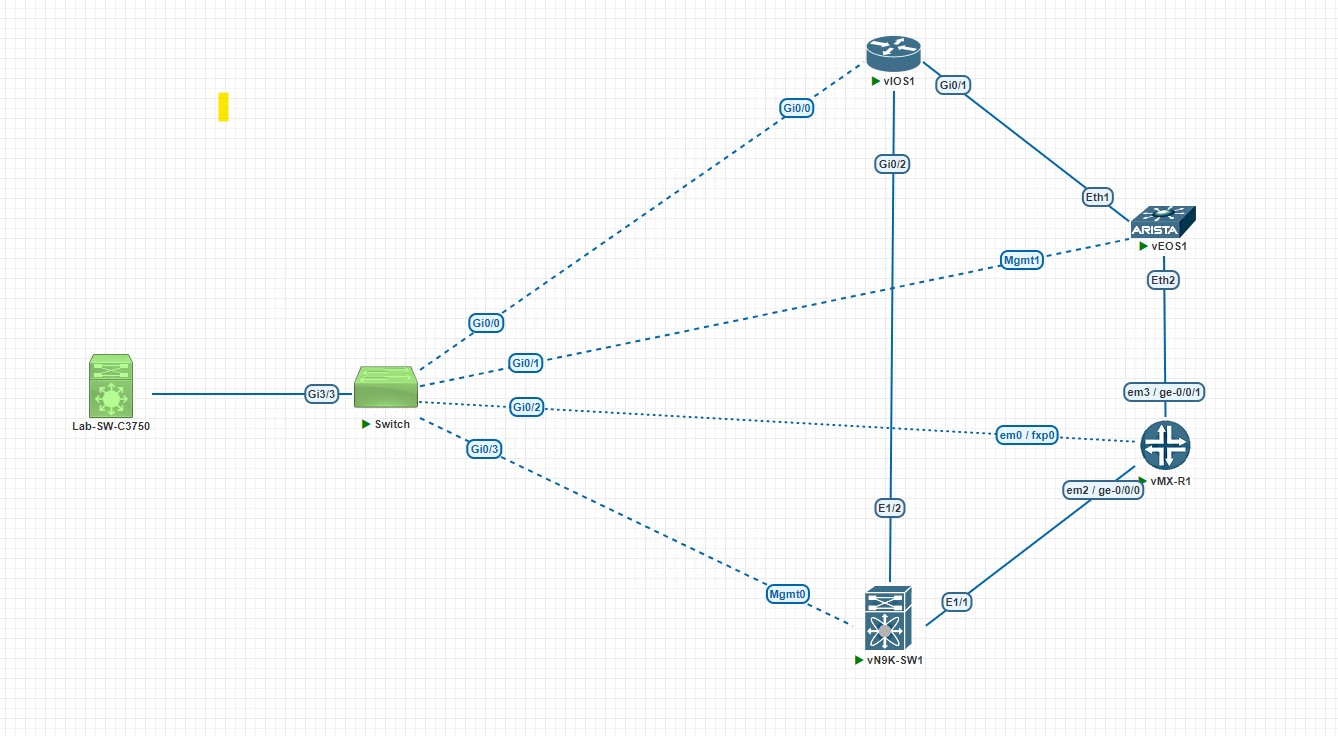 vIOS1
Gi0/1
Gi0/0
Gi0/2
Eth1
ARISTA
vEOS1
Mgmt1
Eth2
Gi0/0
Gi0/1
Gi3/3
em3 / ge-0/0/1
Gi0/2
Lab-SW-C3750
Switch
em0 / fxp0
Gi0/3
vMX-R1
em2 / ge-0/0/0
E1/2
Mgmt0
E1/1
vN9K-SW1